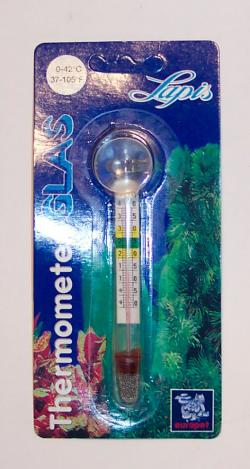 0-42°C
37-105°F
Lapis
Thermometer GLAS
europet